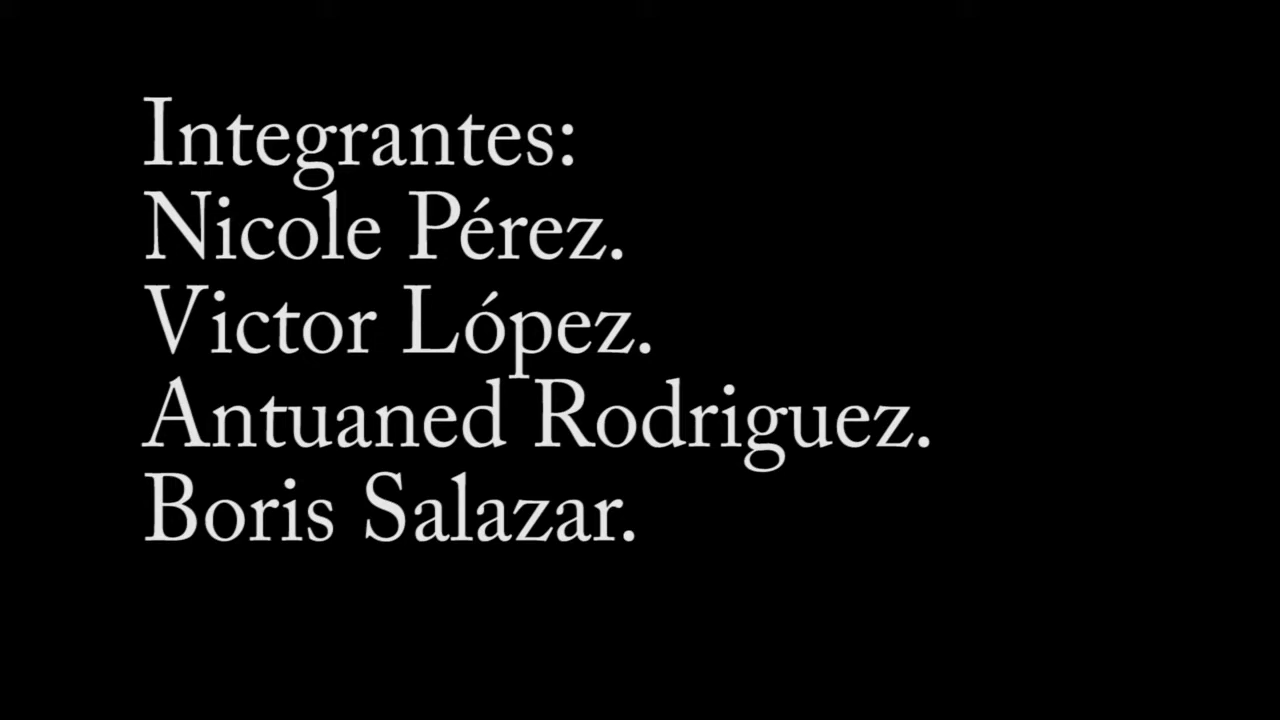 Integrantes:
Nicole Pérez.
Victor López.
Antuaned Rodriguez.
Boris Salazar.